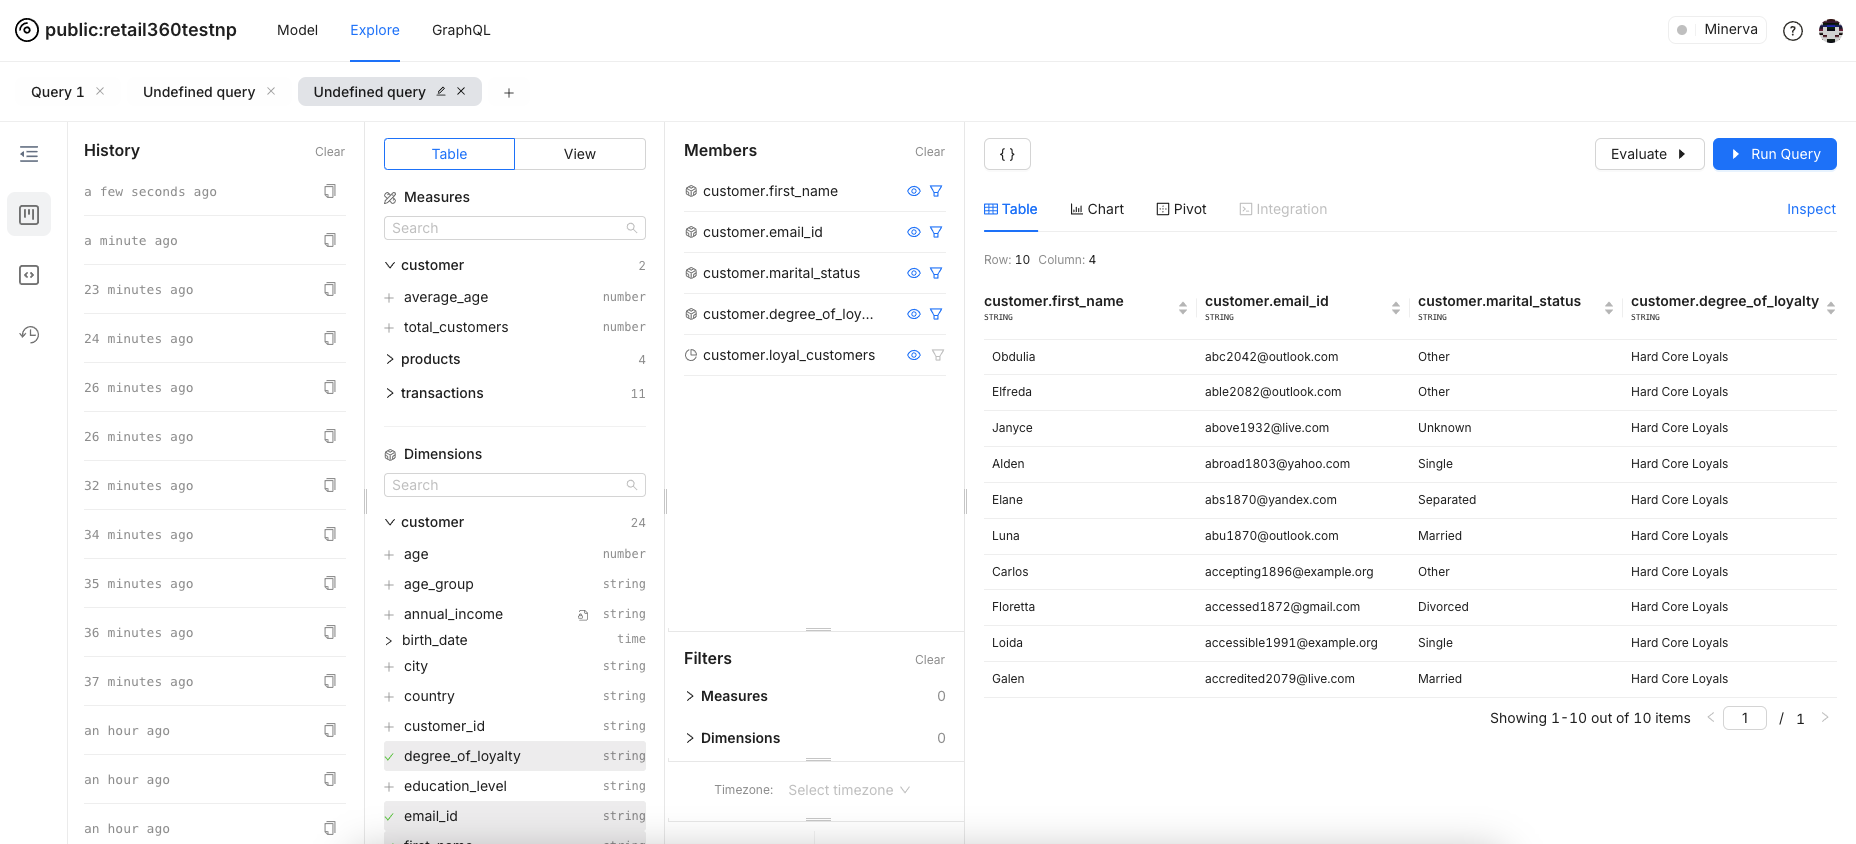 public:retail360testnp
Model
Explore
GraphQL
Minerva
Query 1
Undefined query
Undefined query
History
Clear
a few seconds ago
a minute ago
23 minutes ago
24 minutes ago
26 minutes ago
26 minutes ago
32 minutes ago
34 minutes ago
35 minutes ago
36 minutes ago
37 minutes ago
an hour ago
an hour ago
an hour ago
Table
View
Measures
Search
customer 2
average_age number
total_customers number
products 4
transactions 11
Dimensions
Search
customer 24
age number
age_group string
annual_income string
birth_date time
city string
country string
customer_id string
degree_of_loyalty string
education_level string
email_id string
Members
Clear
customer.first_name
customer.email_id
customer.marital_status
customer.degree_of_loy...
customer.loyal_customers
Filters
Clear
Measures 0
Dimensions 0
Timezone: Select timezone
{ }
Evaluate
Run Query
Table
Chart
Pivot
Integration
Inspect
Row: 10 Column: 4
customer.first_name customer.email_id customer.marital_status customer.degree_of_loyalty
STRING STRING STRING STRING
Obdulia abc2042@outlook.com Other Hard Core Loyals
Elfreda able2082@outlook.com Other Hard Core Loyals
Janyce above1932@live.com Unknown Hard Core Loyals
Alden abroad1803@yahoo.com Single Hard Core Loyals
Elane abs1870@yandex.com Separated Hard Core Loyals
Luna abu1870@outlook.com Married Hard Core Loyals
Carlos accepting1896@example.org Other Hard Core Loyals
Floretta accessed1872@gmail.com Divorced Hard Core Loyals
Loida accessible1991@example.org Single Hard Core Loyals
Galen accredited2079@live.com Married Hard Core Loyals
Showing 1-10 out of 10 items < 1 / 1 >